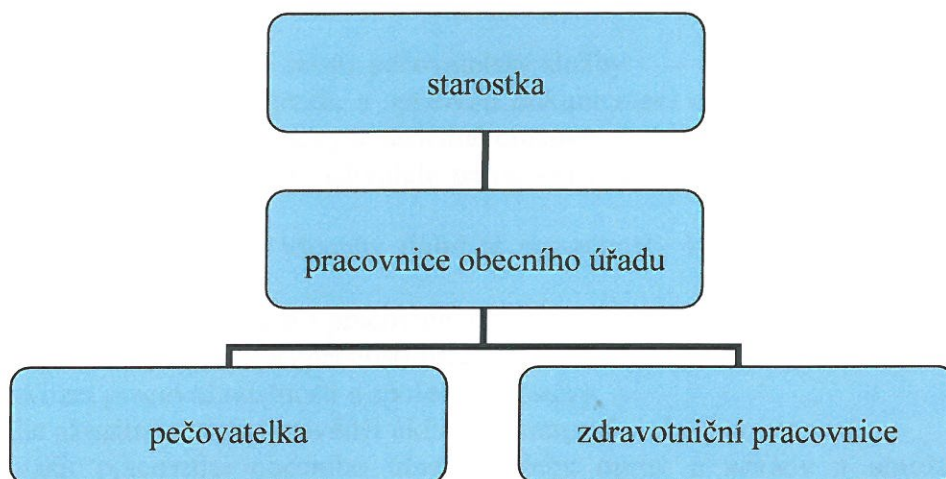 starostka
pracovnice obecního úřadu
pečovatelka
zdravotniční pracovnice